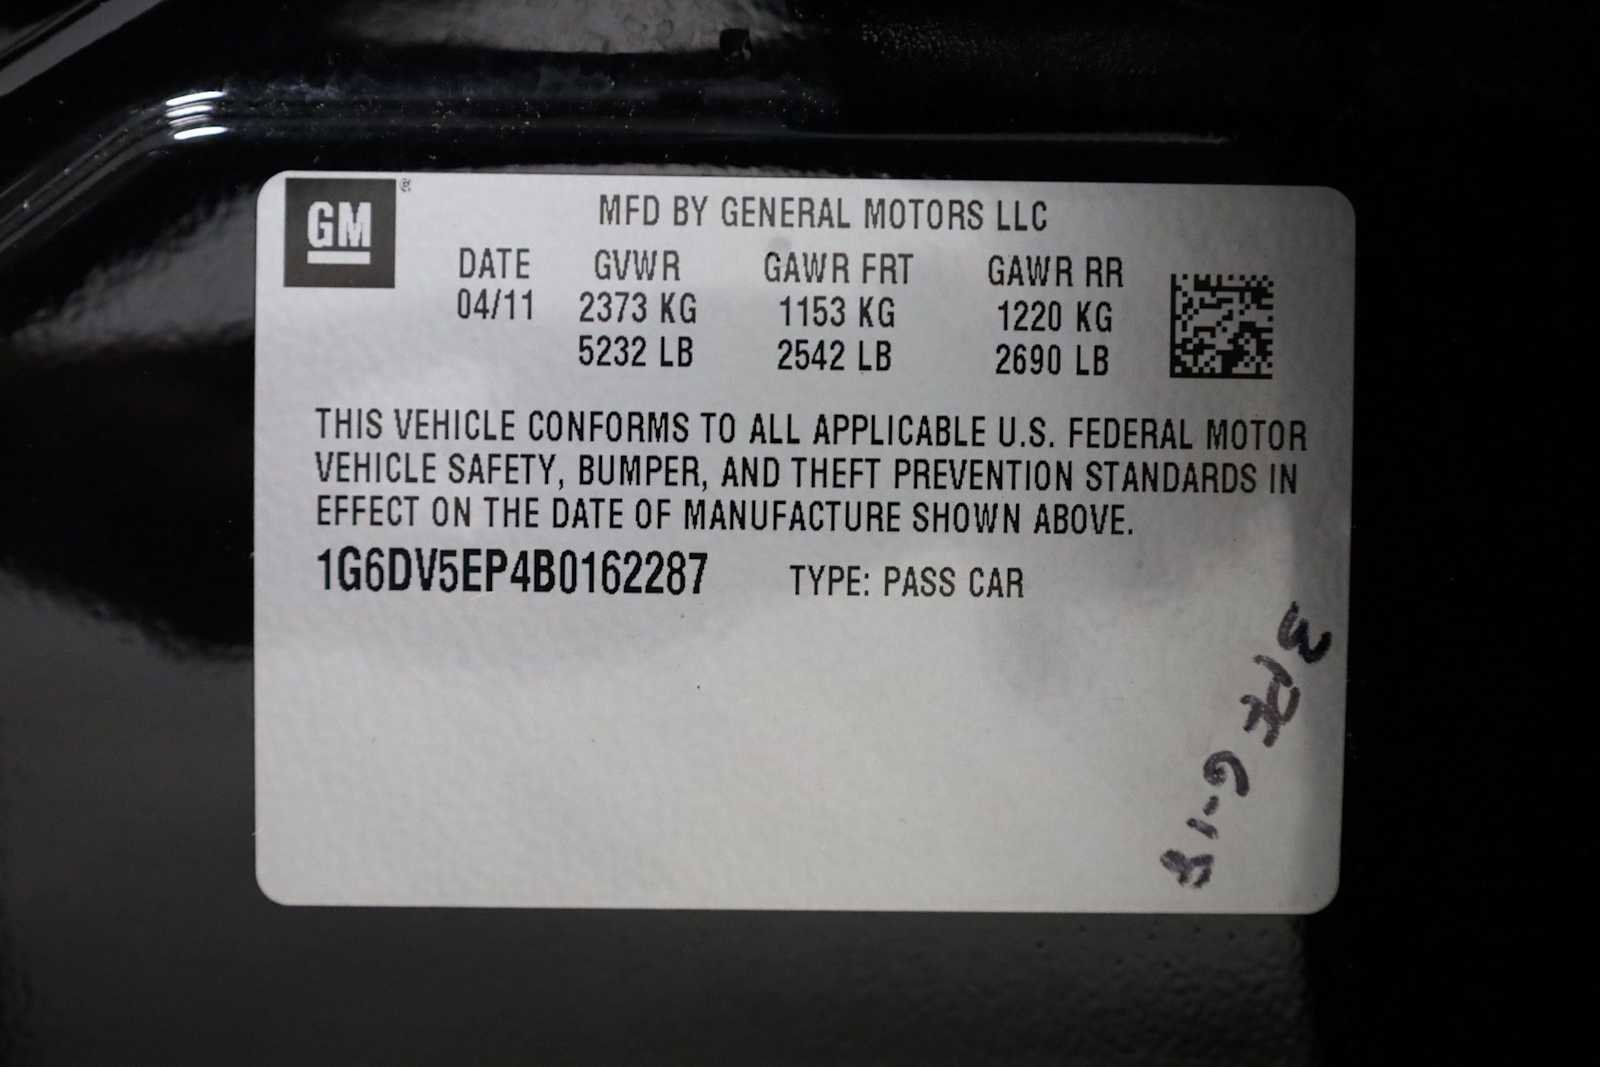 GM ®
MFD BY GENERAL MOTORS LLC
DATE GVWR GAWR FRT GAWR RR
04/11 2373 KG 1153 KG 1220 KG
5232 LB 2542 LB 2690 LB
THIS VEHICLE CONFORMS TO ALL APPLICABLE U.S. FEDERAL MOTOR
VEHICLE SAFETY, BUMPER, AND THEFT PREVENTION STANDARDS IN
EFFECT ON THE DATE OF MANUFACTURE SHOWN ABOVE.
1G6DV5EP4B0162287 TYPE: PASS CAR